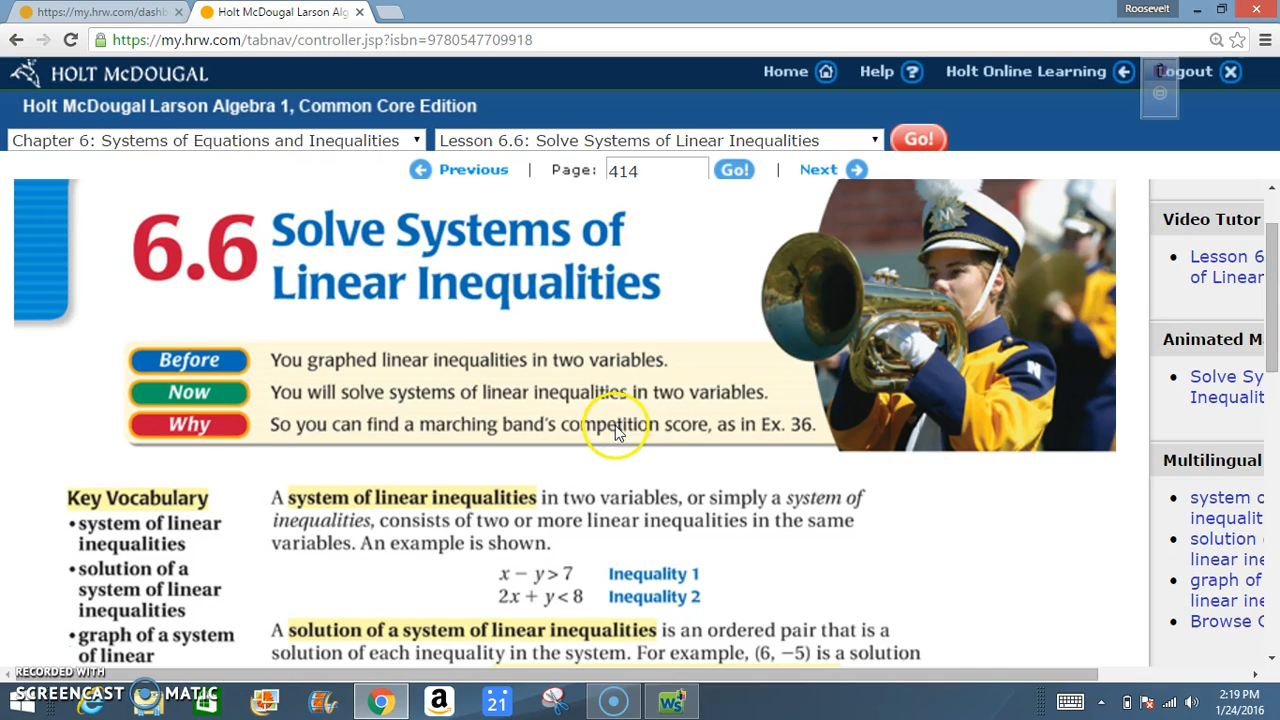 https://my.hrw.com/dashb
Holt McDougal Larson Alge
Roosevelt
https://my.hrw.com/tabnav/controller.jsp?isbn=9780547709918
HOLT MCDOUGAL
Home
Help ?
Holt Online Learning
Logout
Holt McDougal Larson Algebra 1, Common Core Edition
Chapter 6: Systems of Equations and Inequalities
Lesson 6.6: Solve Systems of Linear Inequalities
Go!
Previous | Page: 414 Go! | Next
6.6 Solve Systems of
Linear Inequalities
Before You graphed linear inequalities in two variables.
Now You will solve systems of linear inequalities in two variables.
Why So you can find a marching band's competition score, as in Ex. 36.
Key Vocabulary
• system of linear
inequalities
• solution of a
system of linear
inequalities
• graph of a system
of linear
A system of linear inequalities in two variables, or simply a system of
inequalities, consists of two or more linear inequalities in the same
variables. An example is shown.
x − y > 7 Inequality 1
2x + y < 8 Inequality 2
A solution of a system of linear inequalities is an ordered pair that is a
solution of each inequality in the system. For example, (6, −5) is a solution
Video Tutor
• Lesson 6
of Linear
Animated M
• Solve Sy
Inequalit
Multilingual
• system o
inequalit
• solution
linear ine
• graph of
linear ine
• Browse C
RECORDED WITH
SCREENCAST MATIC
a
21
WS
2:19 PM
1/24/2016